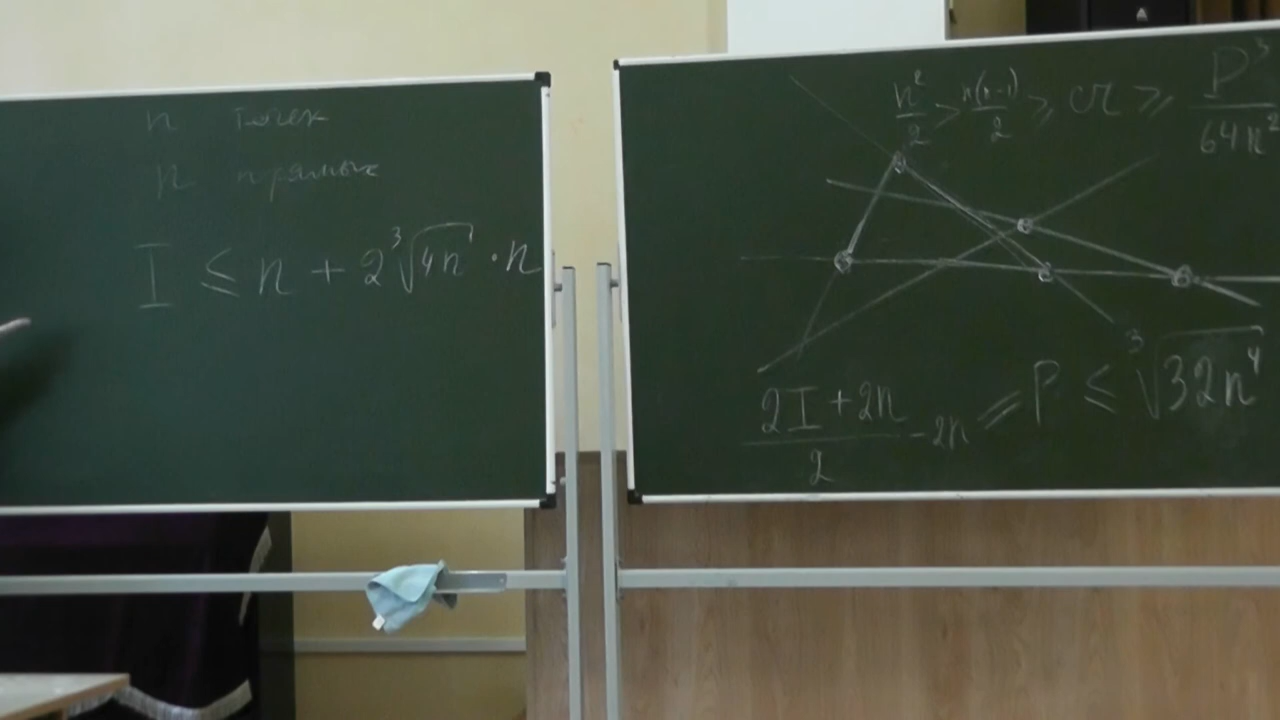 n точек
n прямых
I ≤ n + 2∛(4n) · n
n²/2 > n(n-1)/2 ≥ cr ≥ P³/64n²
(2I + 2n)/2 - 2n = P ≤ ∛(32n⁴)